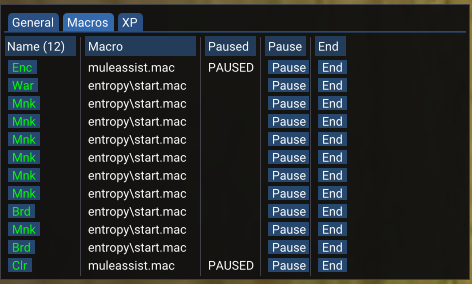 General Macros XP
Name (12) Macro Paused Pause End
Enc muleassist.mac PAUSED Pause End
War entropy\start.mac Pause End
Mnk entropy\start.mac Pause End
Mnk entropy\start.mac Pause End
Mnk entropy\start.mac Pause End
Mnk entropy\start.mac Pause End
Mnk entropy\start.mac Pause End
Mnk entropy\start.mac Pause End
Brd entropy\start.mac Pause End
Mnk entropy\start.mac Pause End
Brd entropy\start.mac Pause End
Clr muleassist.mac PAUSED Pause End